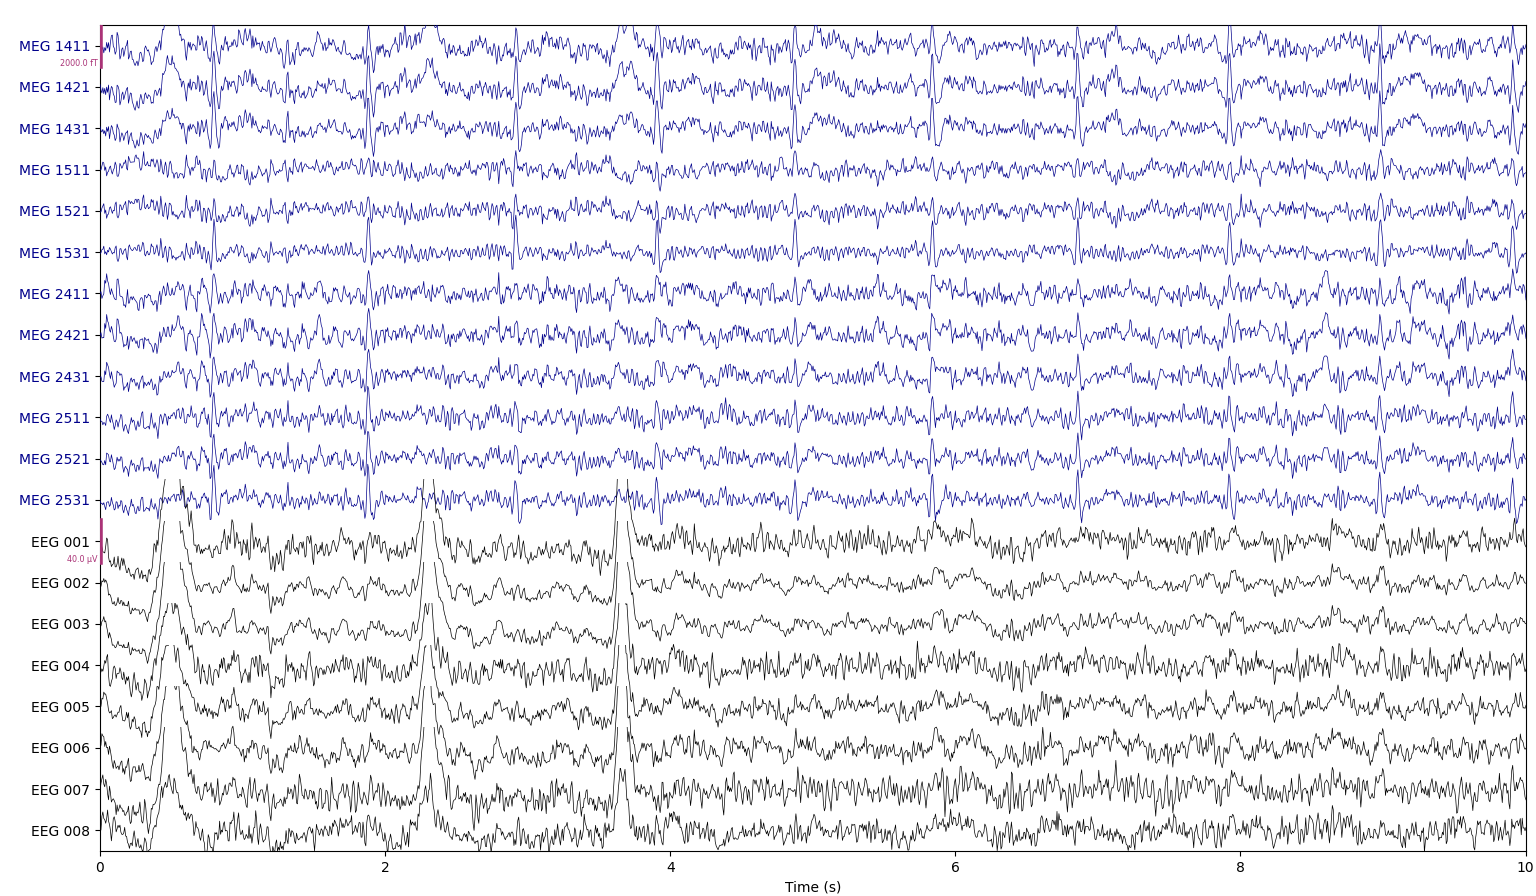 MEG 1411
2000.0 fT
MEG 1421
MEG 1431
MEG 1511
MEG 1521
MEG 1531
MEG 2411
MEG 2421
MEG 2431
MEG 2511
MEG 2521
MEG 2531
EEG 001
40.0 µV
EEG 002
EEG 003
EEG 004
EEG 005
EEG 006
EEG 007
EEG 008
0 2 4 6 8 10
Time (s)